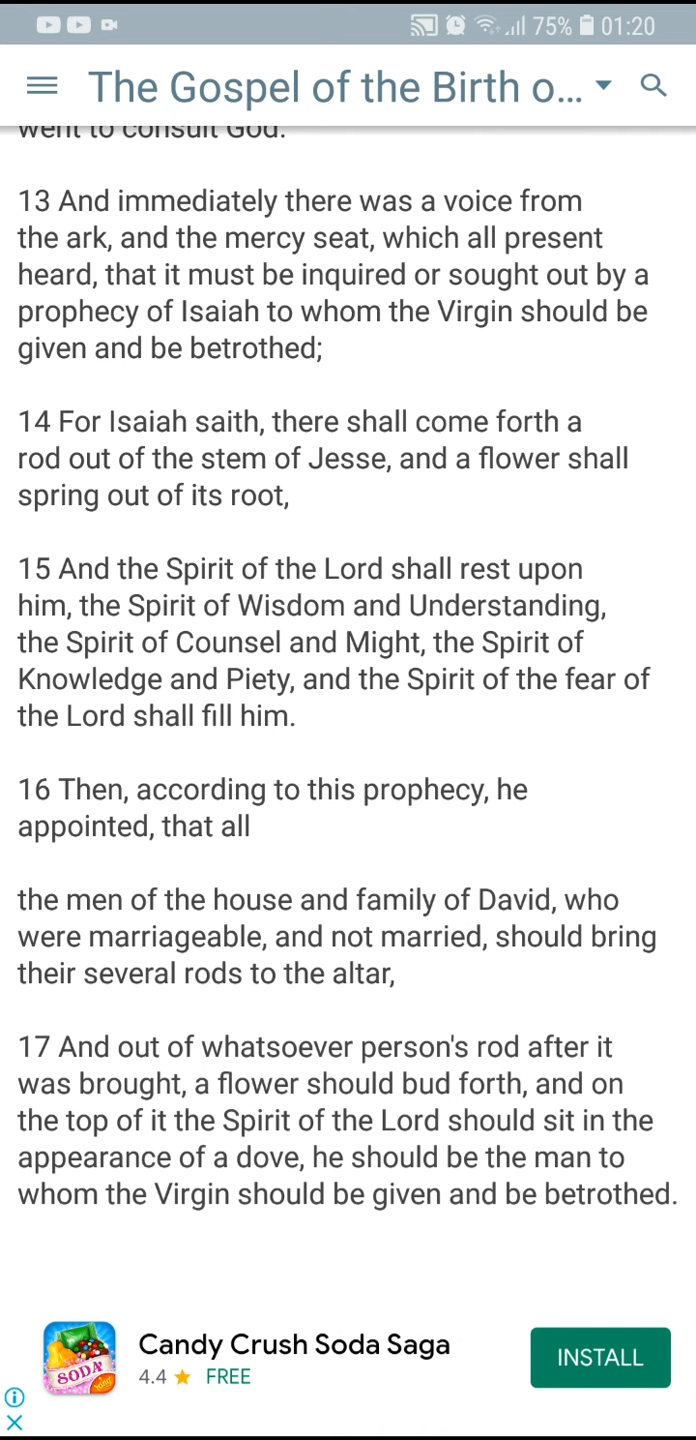 75% 01:20
The Gospel of the Birth o...
went to consult God.
13 And immediately there was a voice from
the ark, and the mercy seat, which all present
heard, that it must be inquired or sought out by a
prophecy of Isaiah to whom the Virgin should be
given and be betrothed;
14 For Isaiah saith, there shall come forth a
rod out of the stem of Jesse, and a flower shall
spring out of its root,
15 And the Spirit of the Lord shall rest upon
him, the Spirit of Wisdom and Understanding,
the Spirit of Counsel and Might, the Spirit of
Knowledge and Piety, and the Spirit of the fear of
the Lord shall fill him.
16 Then, according to this prophecy, he
appointed, that all
the men of the house and family of David, who
were marriageable, and not married, should bring
their several rods to the altar,
17 And out of whatsoever person's rod after it
was brought, a flower should bud forth, and on
the top of it the Spirit of the Lord should sit in the
appearance of a dove, he should be the man to
whom the Virgin should be given and be betrothed.
SODA
King
Candy Crush Soda Saga
4.4 ★ FREE
INSTALL